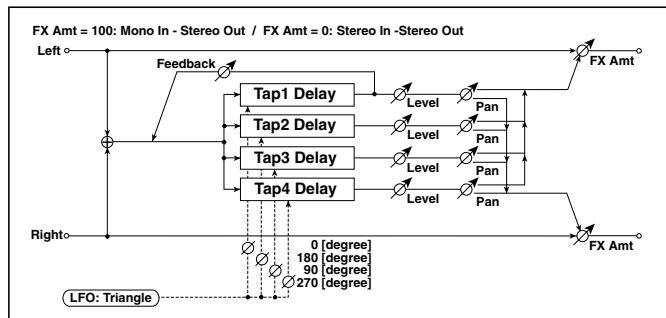 FX Amt = 100: Mono In - Stereo Out / FX Amt = 0: Stereo In -Stereo Out
Left
Feedback
FX Amt
Tap1 Delay
Level
Pan
Tap2 Delay
Level
Pan
Tap3 Delay
Level
Pan
Tap4 Delay
Level
Pan
Right
FX Amt
0 [degree]
180 [degree]
90 [degree]
270 [degree]
LFO: Triangle